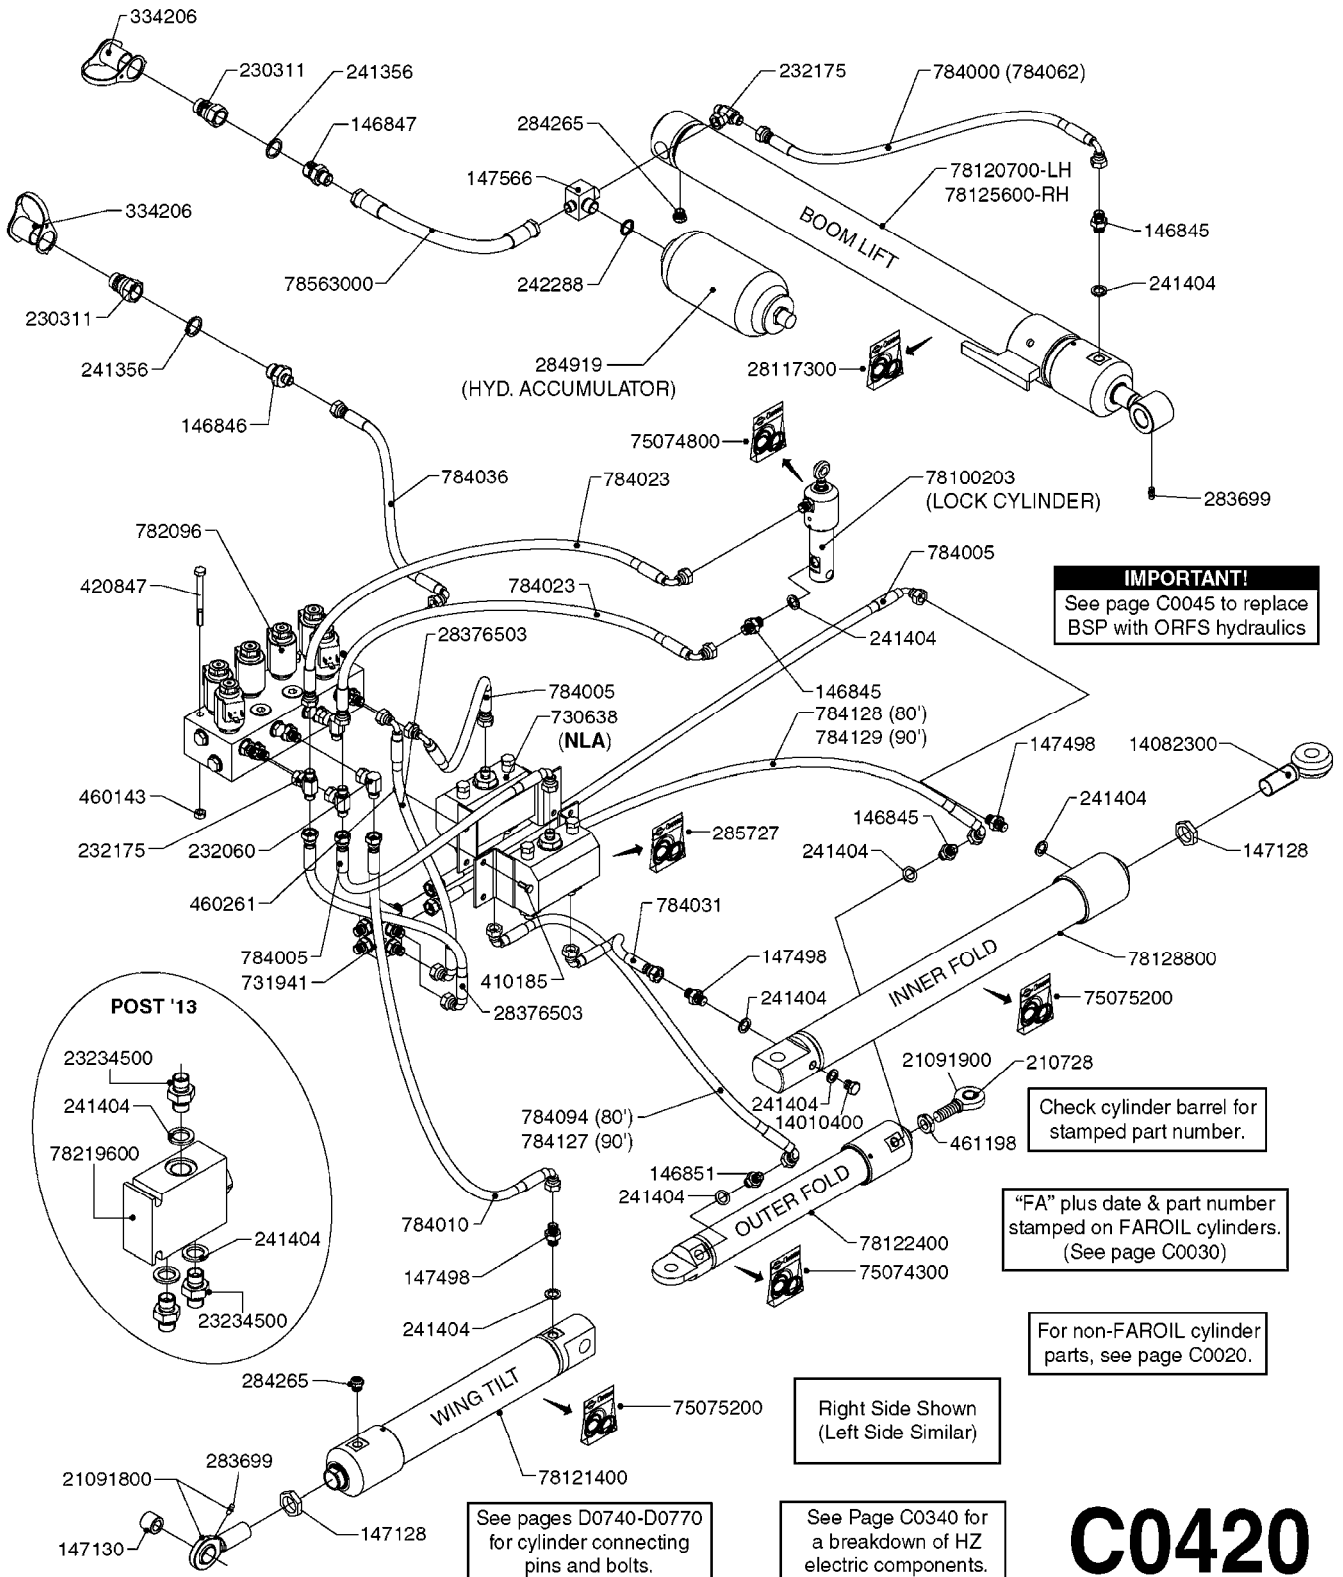 334206
230311
241356
146847
232175
784000 (784062)
284265
147566
78120700-LH
78125600-RH
BOOM LIFT
146845
334206
78563000
242288
241404
230311
241356
284919
(HYD. ACCUMULATOR)
28117300
146846
75074800
784036
784023
78100203
(LOCK CYLINDER)
283699
782096
784005
420847
784023
IMPORTANT!
See page C0045 to replace
BSP with ORFS hydraulics
28376503
241404
784005
146845
730638
(NLA)
784128 (80')
784129 (90')
147498
14082300
460143
241404
146845
285727
232175
232060
241404
147128
460261
784031
784005
147498
78128800
731941
410185
INNER FOLD
241404
75075200
28376503
POST '13
21091900
210728
23234500
241404
784094 (80')
784127 (90')
241404
14010400
461198
Check cylinder barrel for
stamped part number.
78219600
146851
241404
OUTER FOLD
784010
"FA" plus date & part number
stamped on FAROIL cylinders.
(See page C0030)
241404
78122400
147498
75074300
23234500
241404
For non-FAROIL cylinder
parts, see page C0020.
284265
WING TILT
75075200
Right Side Shown
(Left Side Similar)
283699
21091800
78121400
147128
147130
See pages D0740-D0770
for cylinder connecting
pins and bolts.
See Page C0340 for
a breakdown of HZ
electric components.
C0420